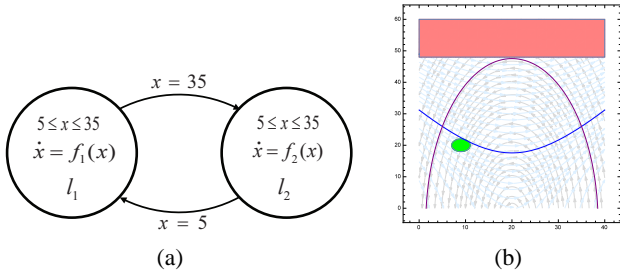 x = 35
5 ≤ x ≤ 35
ẋ = f₁(x)
l₁
5 ≤ x ≤ 35
ẋ = f₂(x)
l₂
x = 5
(a)
60
50
40
30
20
10
0
0 10 20 30 40
(b)